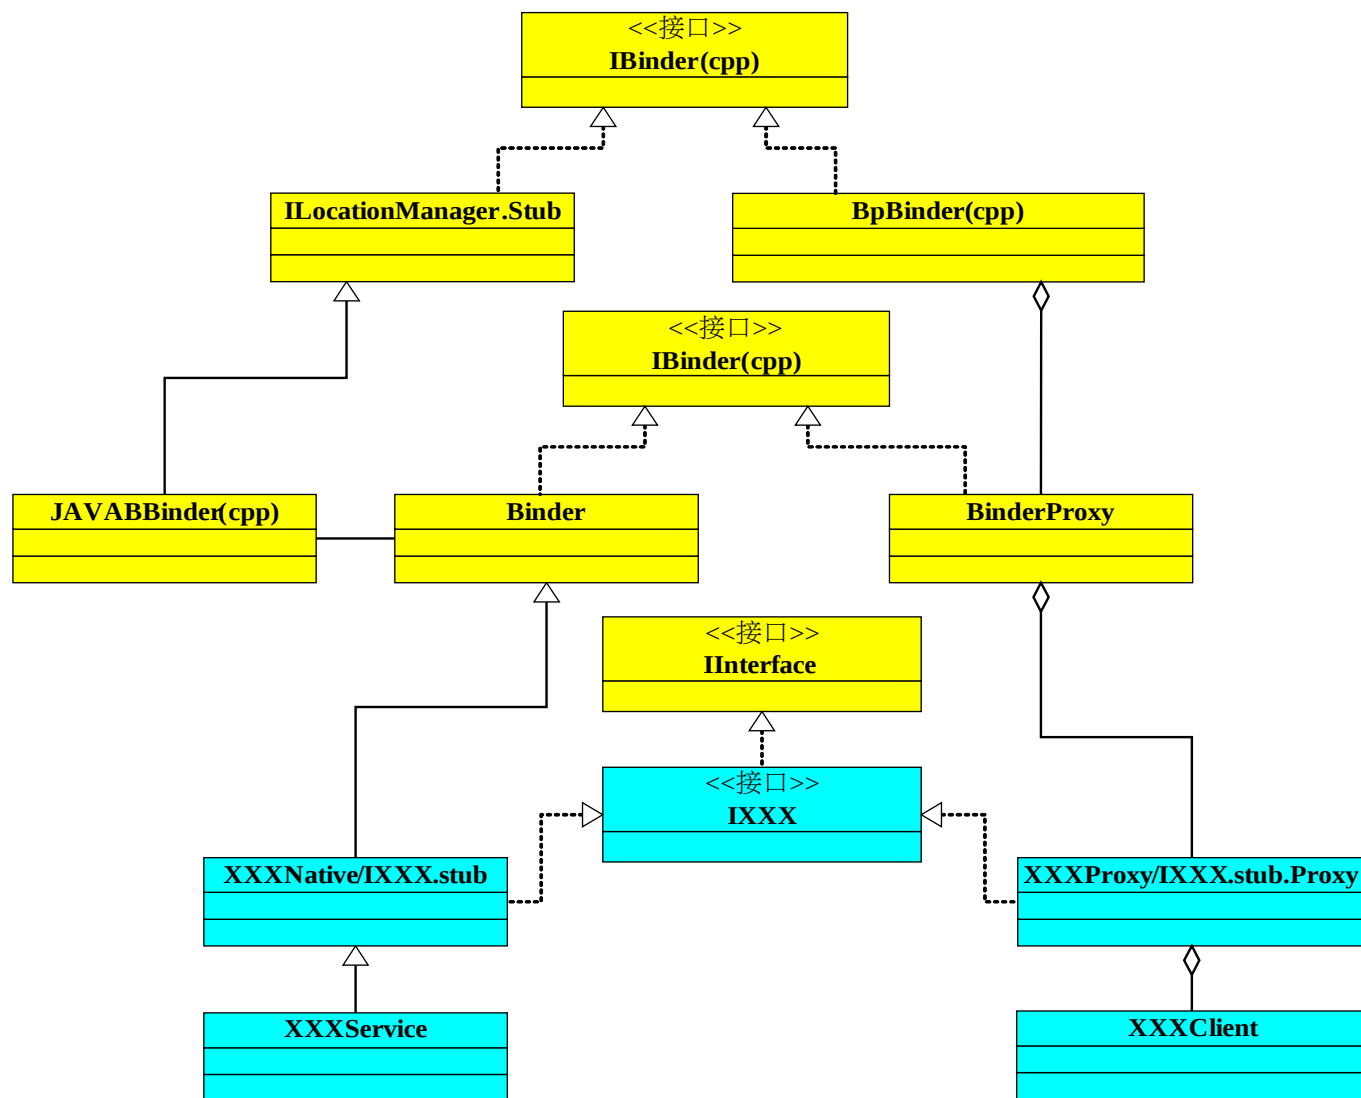 <<接口>>
IBinder(cpp)
ILocationManager.Stub
BpBinder(cpp)
<<接口>>
IBinder(cpp)
JAVABBinder(cpp)
Binder
BinderProxy
<<接口>>
IInterface
<<接口>>
IXXX
XXXNative/IXXX.stub
XXXProxy/IXXX.stub.Proxy
XXXService
XXXClient